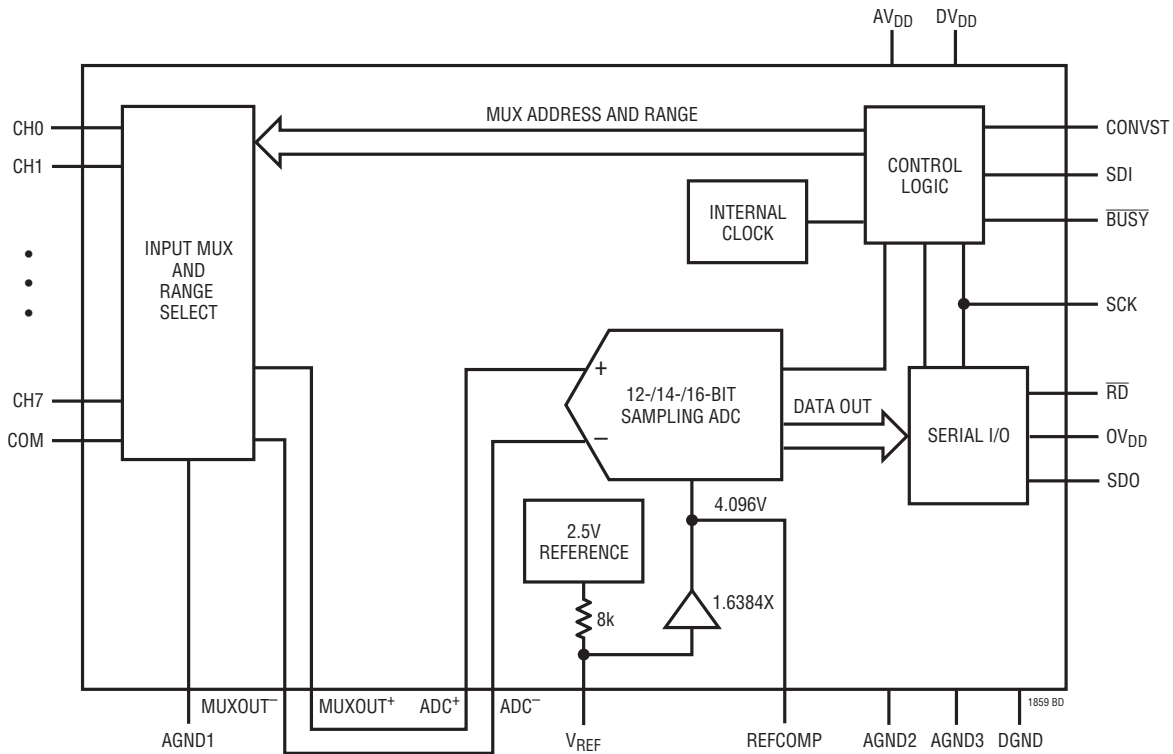 AVDD
DVDD
CH0
CH1
CH7
COM
INPUT MUX
AND
RANGE
SELECT
MUX ADDRESS AND RANGE
INTERNAL
CLOCK
CONTROL
LOGIC
CONVST
SDI
B̅U̅S̅Y̅
SCK
+
−
12-/14-/16-BIT
SAMPLING ADC
DATA OUT
SERIAL I/O
R̅D̅
OVDD
SDO
4.096V
2.5V
REFERENCE
8k
1.6384X
MUXOUT−
MUXOUT+
ADC+
ADC−
1859 BD
AGND1
VREF
REFCOMP
AGND2
AGND3
DGND